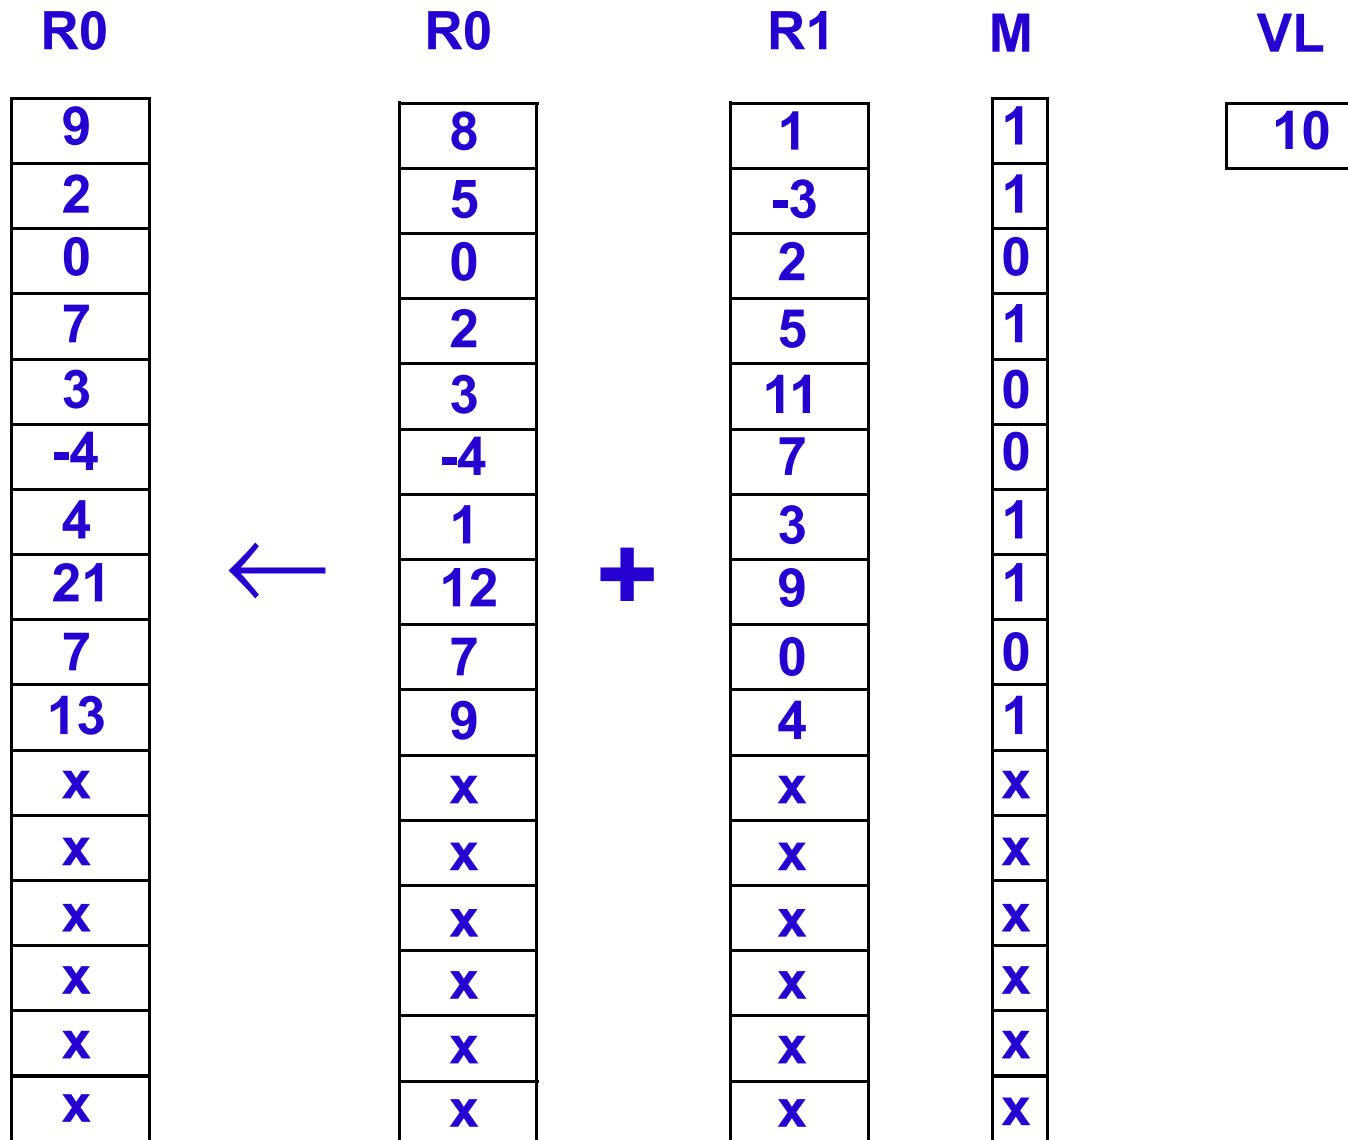 R0 R0 R1 M VL
9 8 1 1 10
2 5 -3 1
0 0 2 0
7 ← 2 + 5 1
3 3 11 0
-4 -4 7 0
4 1 3 1
21 12 9 1
7 7 0 0
13 9 4 1
x x x x
x x x x
x x x x
x x x x
x x x x
x x x x